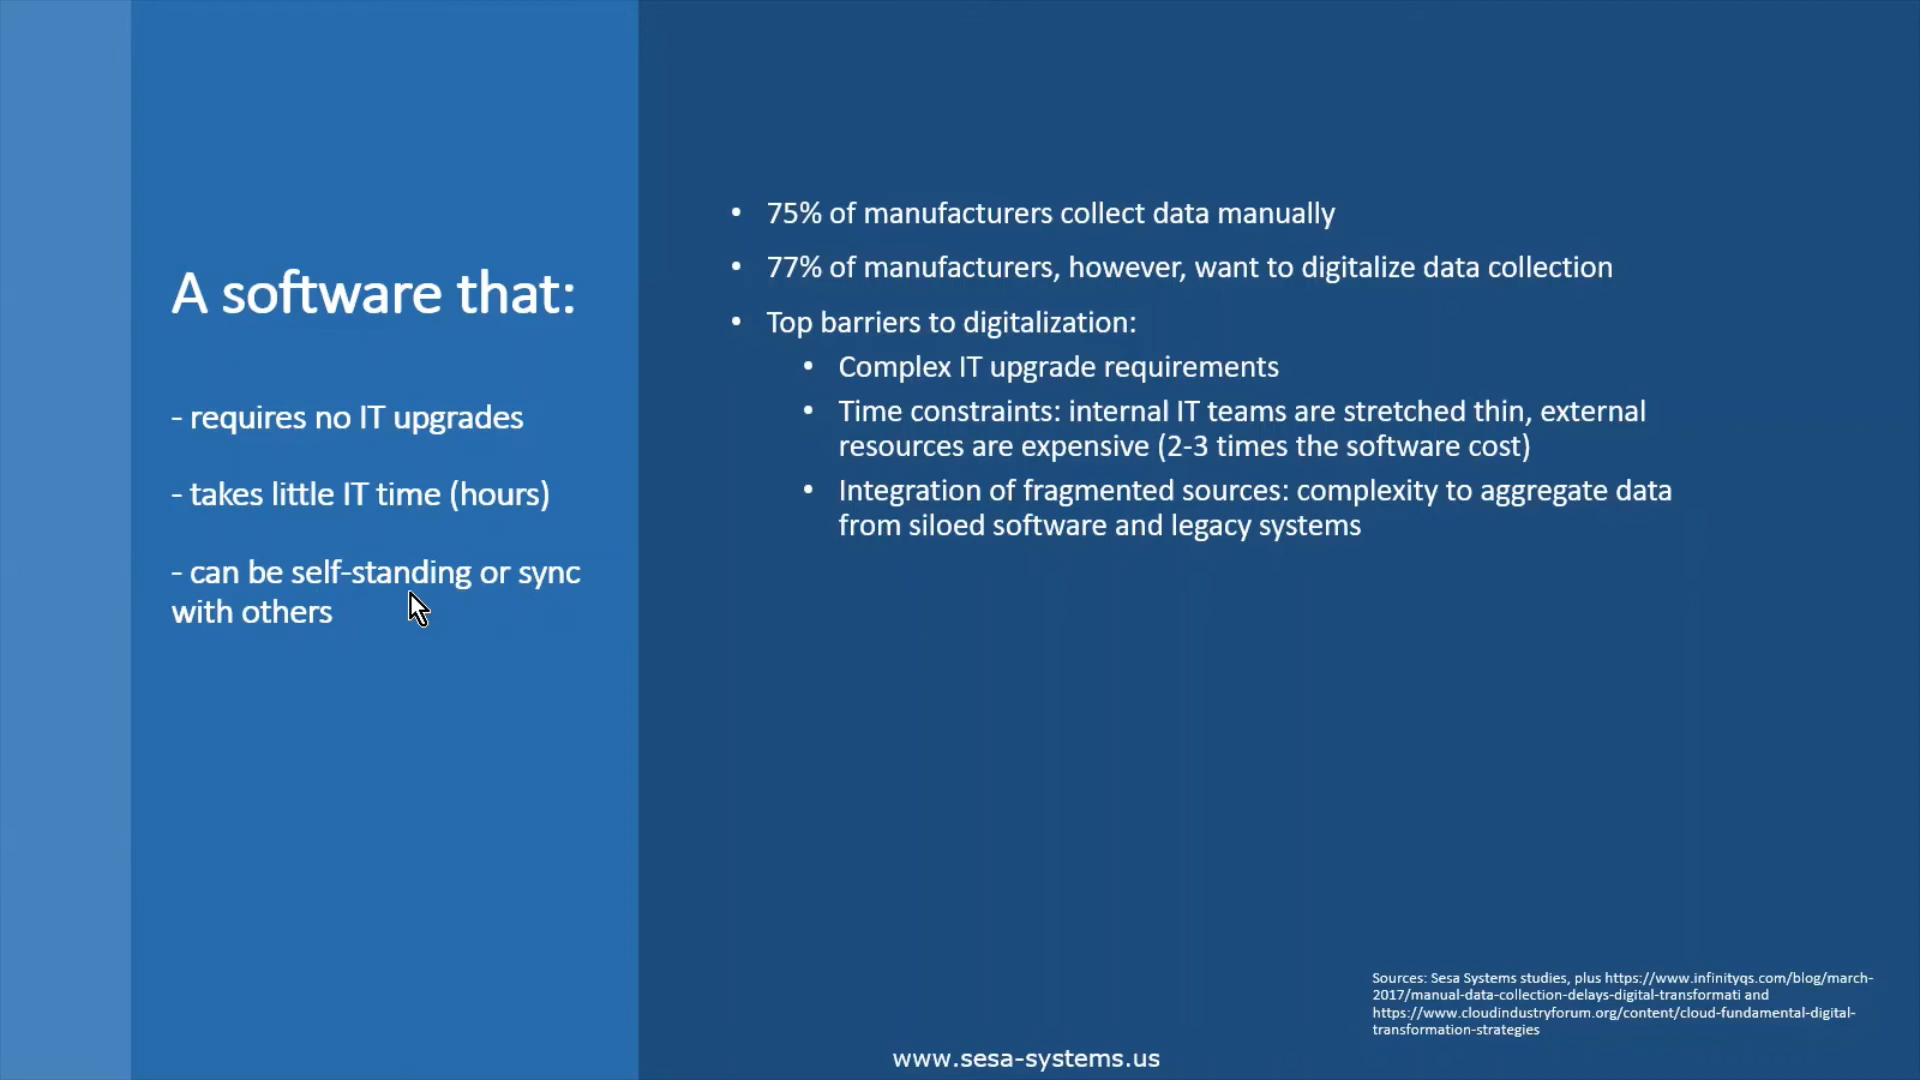 A software that:
- requires no IT upgrades
- takes little IT time (hours)
- can be self-standing or sync
with others
• 75% of manufacturers collect data manually
• 77% of manufacturers, however, want to digitalize data collection
• Top barriers to digitalization:
• Complex IT upgrade requirements
• Time constraints: internal IT teams are stretched thin, external
resources are expensive (2-3 times the software cost)
• Integration of fragmented sources: complexity to aggregate data
from siloed software and legacy systems
Sources: Sesa Systems studies, plus https://www.infinityqs.com/blog/march-
2017/manual-data-collection-delays-digital-transformati and
https://www.cloudindustryforum.org/content/cloud-fundamental-digital-
transformation-strategies
www.sesa-systems.us